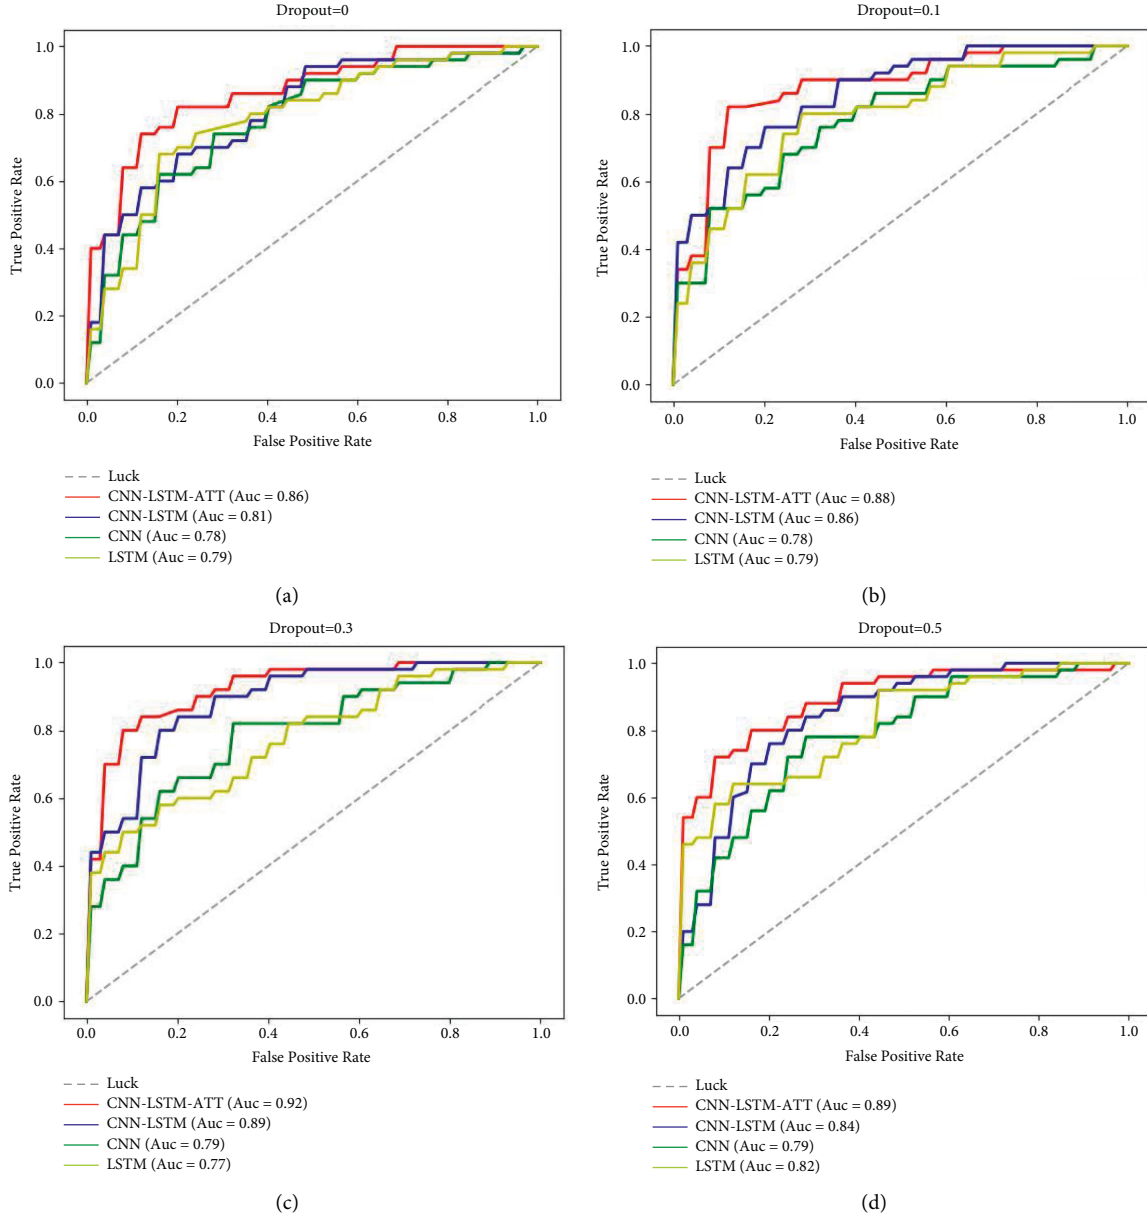 Dropout=0
1.0
0.8
0.6
0.4
0.2
0.0
True Positive Rate
0.0 0.2 0.4 0.6 0.8 1.0
False Positive Rate
Luck
CNN-LSTM-ATT (Auc = 0.86)
CNN-LSTM (Auc = 0.81)
CNN (Auc = 0.78)
LSTM (Auc = 0.79)
(a)
Dropout=0.1
1.0
0.8
0.6
0.4
0.2
0.0
True Positive Rate
0.0 0.2 0.4 0.6 0.8 1.0
False Positive Rate
Luck
CNN-LSTM-ATT (Auc = 0.88)
CNN-LSTM (Auc = 0.86)
CNN (Auc = 0.78)
LSTM (Auc = 0.79)
(b)
Dropout=0.3
1.0
0.8
0.6
0.4
0.2
0.0
True Positive Rate
0.0 0.2 0.4 0.6 0.8 1.0
False Positive Rate
Luck
CNN-LSTM-ATT (Auc = 0.92)
CNN-LSTM (Auc = 0.89)
CNN (Auc = 0.79)
LSTM (Auc = 0.77)
(c)
Dropout=0.5
1.0
0.8
0.6
0.4
0.2
0.0
True Positive Rate
0.0 0.2 0.4 0.6 0.8 1.0
False Positive Rate
Luck
CNN-LSTM-ATT (Auc = 0.89)
CNN-LSTM (Auc = 0.84)
CNN (Auc = 0.79)
LSTM (Auc = 0.82)
(d)